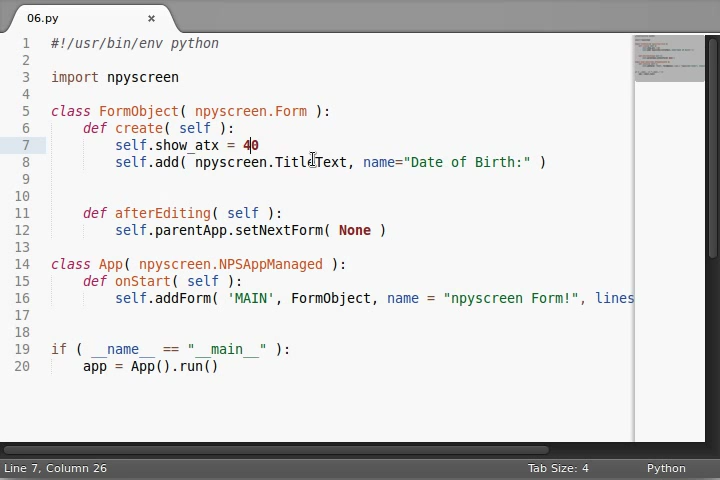 06.py ×
1 #!/usr/bin/env python
2
3 import npyscreen
4
5 class FormObject( npyscreen.Form ):
6 def create( self ):
7 self.show_atx = 40
8 self.add( npyscreen.TitleText, name="Date of Birth:" )
9
10
11 def afterEditing( self ):
12 self.parentApp.setNextForm( None )
13
14 class App( npyscreen.NPSAppManaged ):
15 def onStart( self ):
16 self.addForm( 'MAIN', FormObject, name = "npyscreen Form!", lines
17
18
19 if ( __name__ == "__main__" ):
20 app = App().run()
Line 7, Column 26 Tab Size: 4 Python